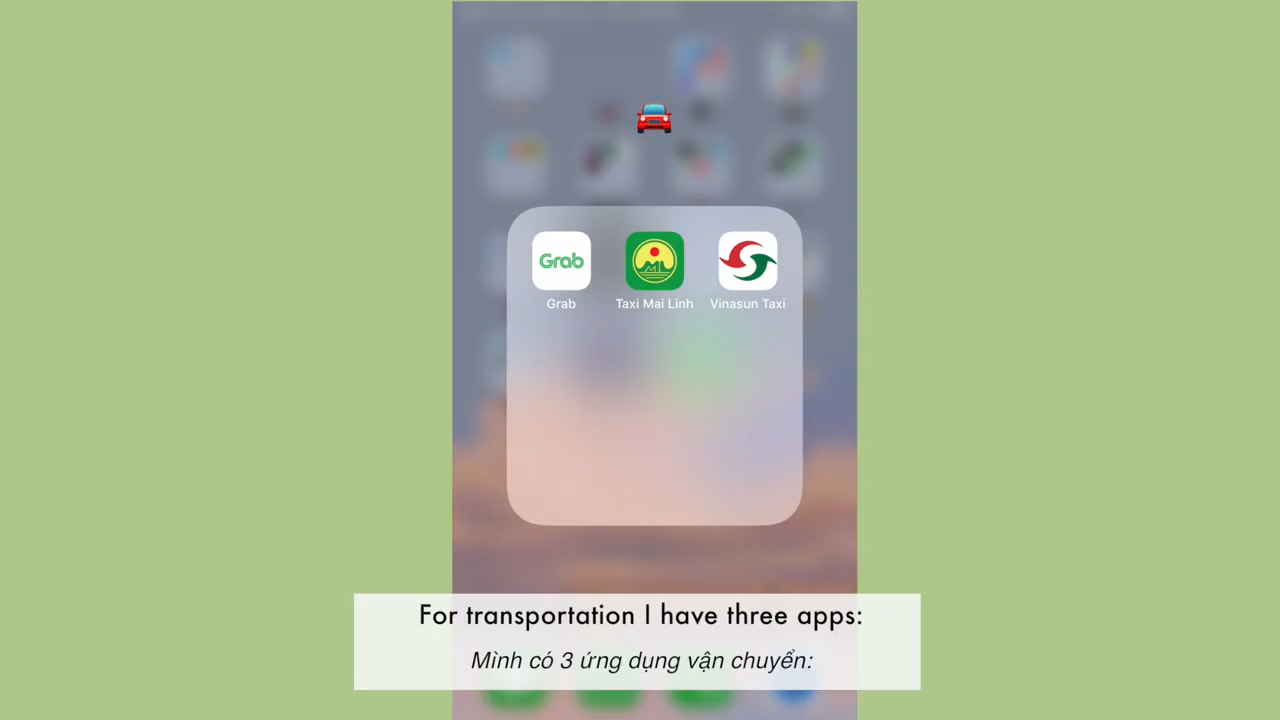 Grab
ML
Grab
Taxi Mai Linh
Vinasun Taxi
For transportation I have three apps:
Mình có 3 ứng dụng vận chuyển: